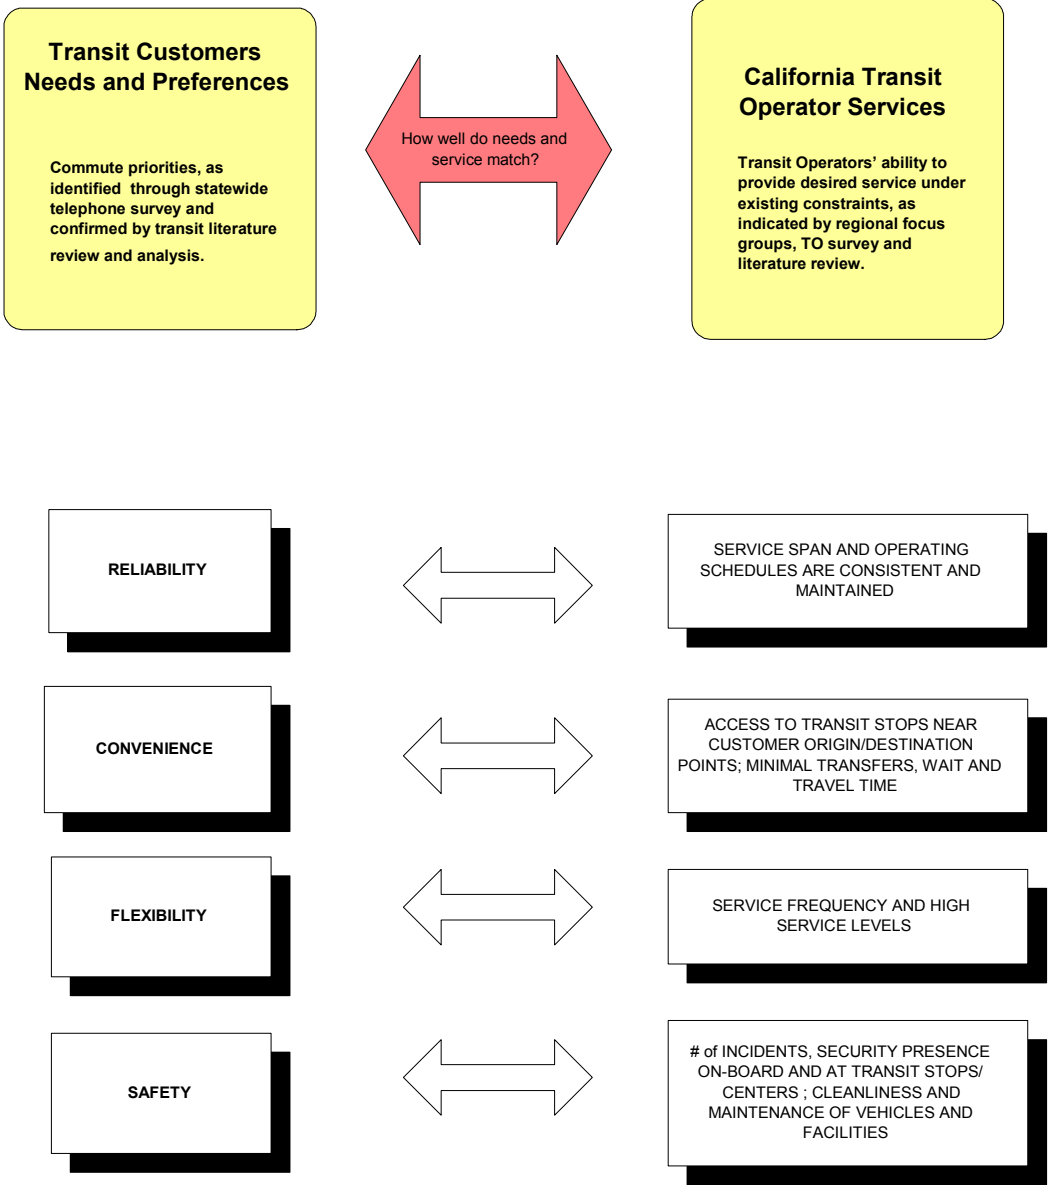 Transit Customers
Needs and Preferences
Commute priorities, as
identified through statewide
telephone survey and
confirmed by transit literature
review and analysis.
How well do needs and
service match?
California Transit
Operator Services
Transit Operators' ability to
provide desired service under
existing constraints, as
indicated by regional focus
groups, TO survey and
literature review.
RELIABILITY
SERVICE SPAN AND OPERATING
SCHEDULES ARE CONSISTENT AND
MAINTAINED
CONVENIENCE
ACCESS TO TRANSIT STOPS NEAR
CUSTOMER ORIGIN/DESTINATION
POINTS; MINIMAL TRANSFERS, WAIT AND
TRAVEL TIME
FLEXIBILITY
SERVICE FREQUENCY AND HIGH
SERVICE LEVELS
SAFETY
# of INCIDENTS, SECURITY PRESENCE
ON-BOARD AND AT TRANSIT STOPS/
CENTERS ; CLEANLINESS AND
MAINTENANCE OF VEHICLES AND
FACILITIES